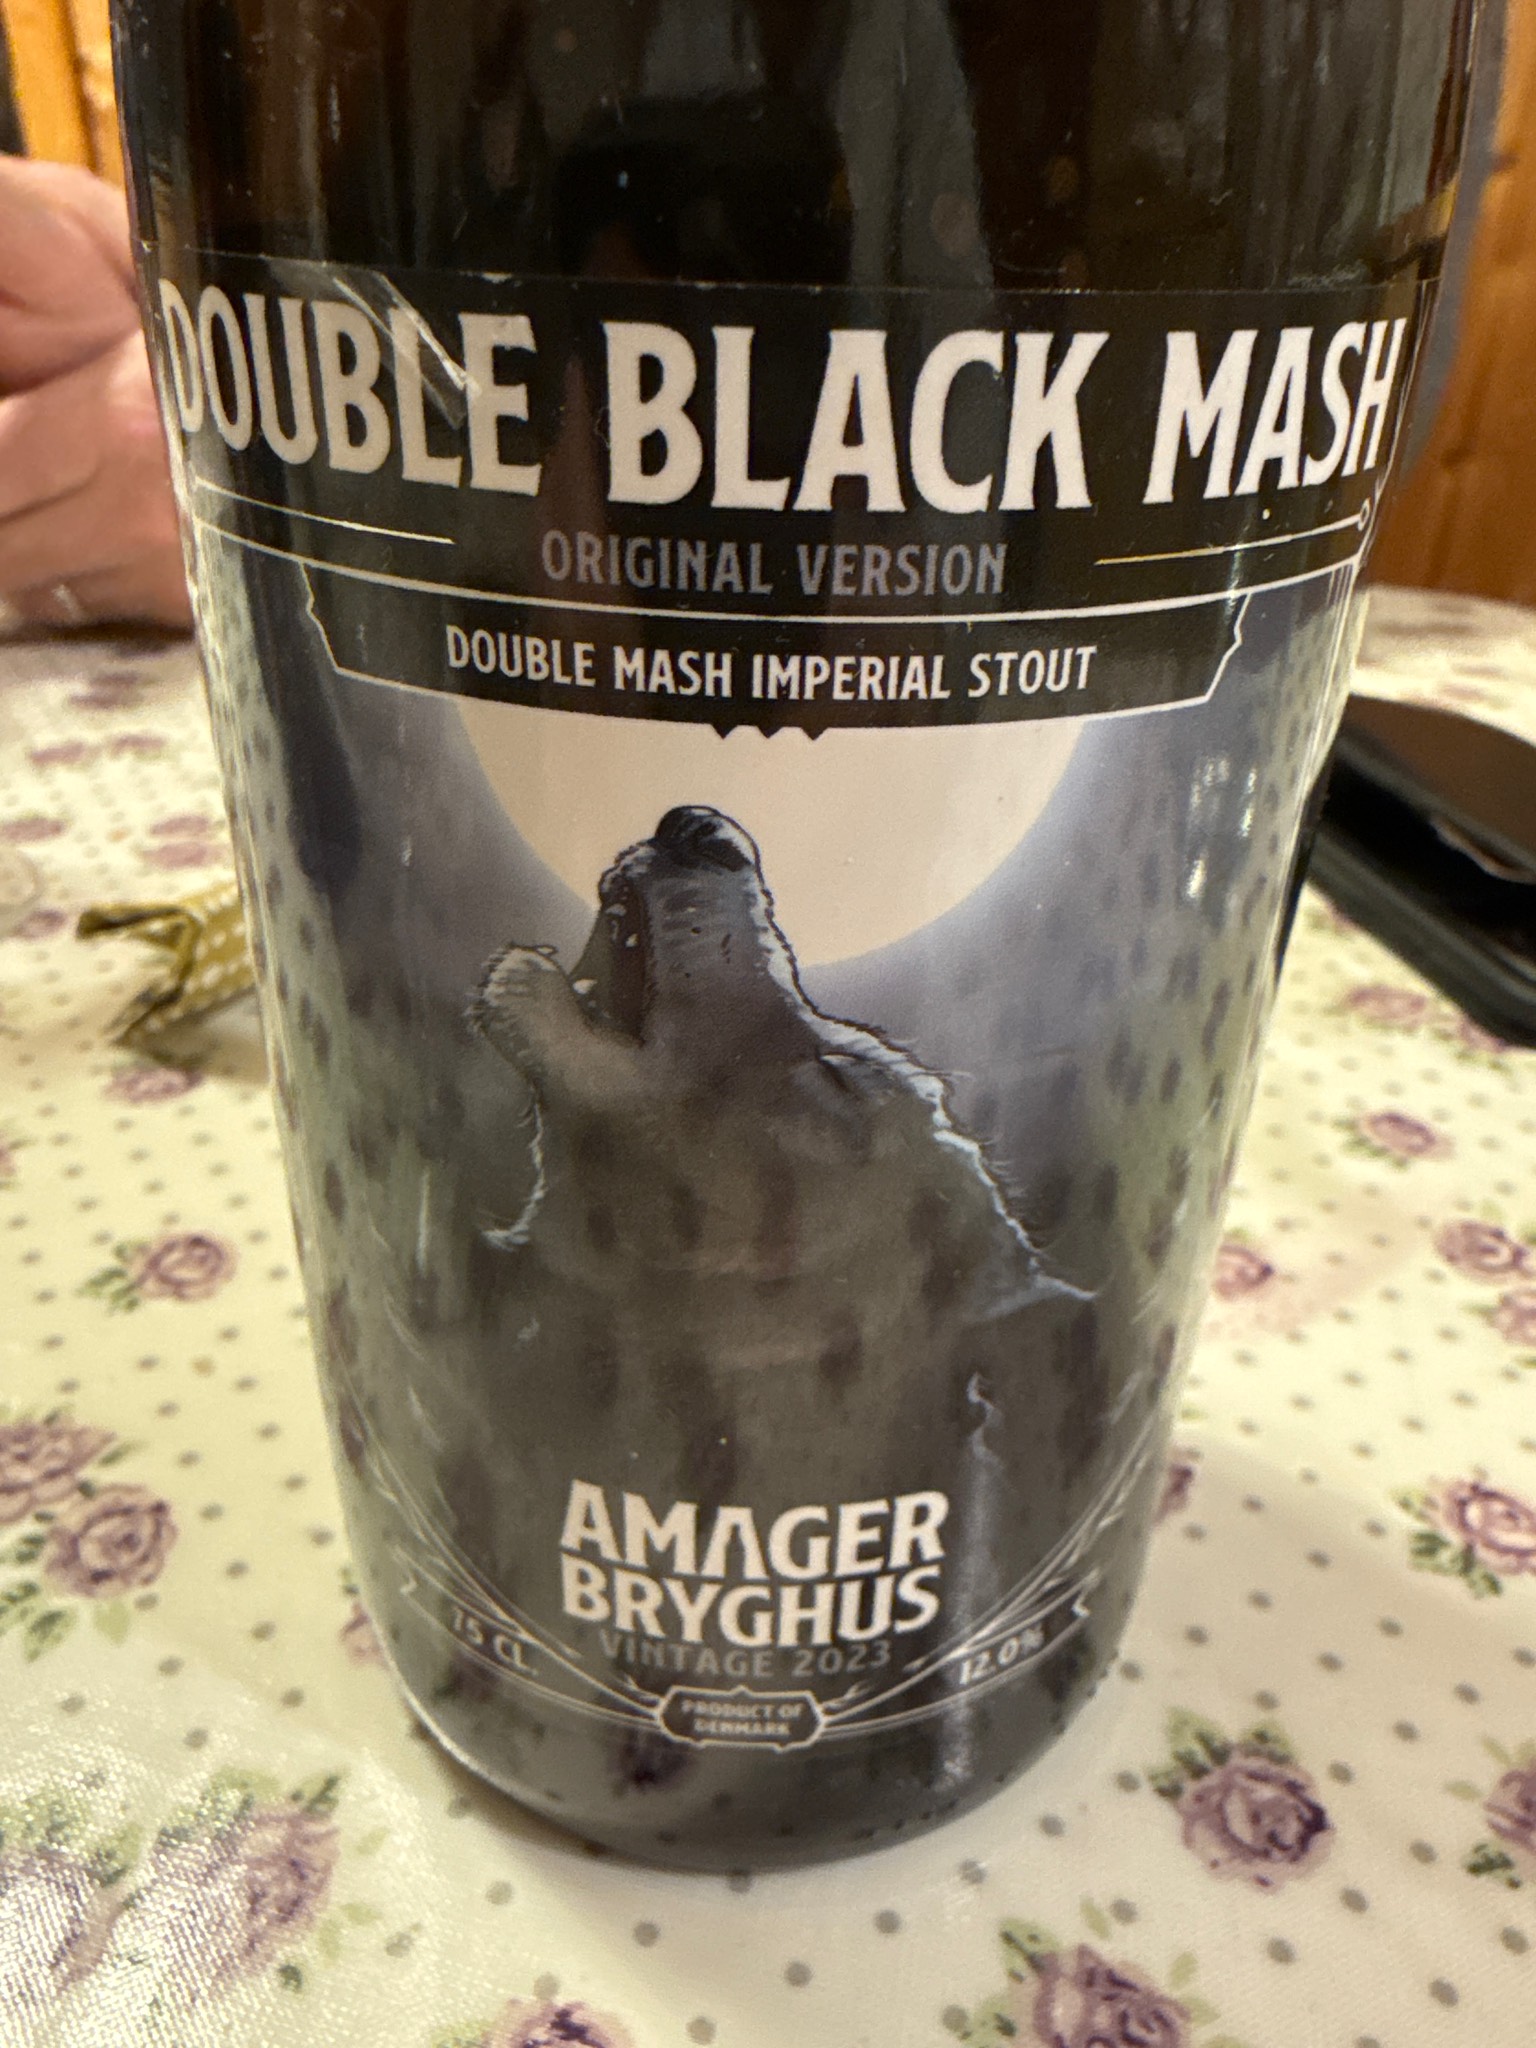 DOUBLE BLACK MASH
ORIGINAL VERSION
DOUBLE MASH IMPERIAL STOUT
AMAGER
BRYGHUS
VINTAGE 2023
75 CL.
12.0%
PRODUCT OF
DENMARK